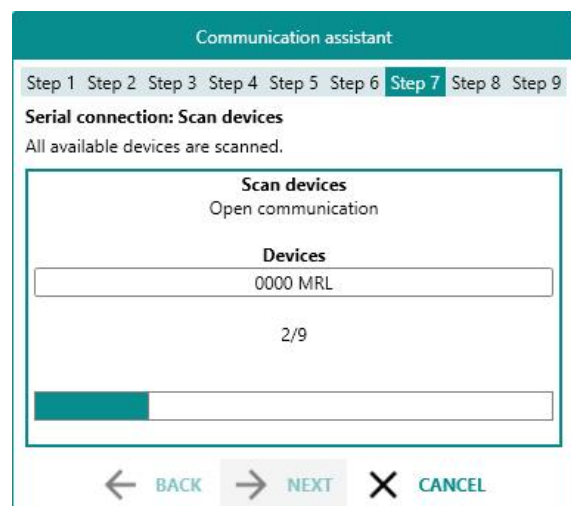 Communication assistant
Step 1 Step 2 Step 3 Step 4 Step 5 Step 6 Step 7 Step 8 Step 9
Serial connection: Scan devices
All available devices are scanned.
Scan devices
Open communication
Devices
0000 MRL
2/9
BACK NEXT CANCEL